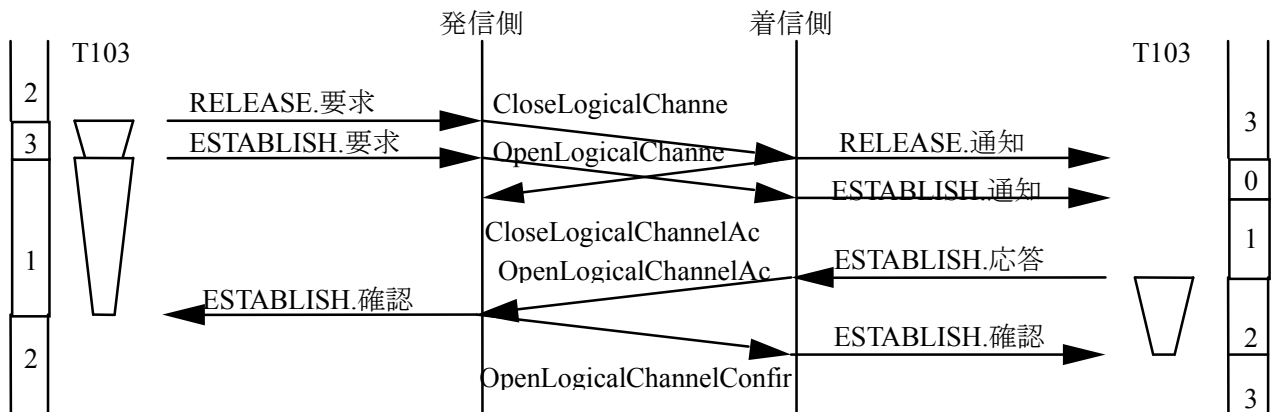 発信側 着信側
T103 T103
2
RELEASE.要求 CloseLogicalChanne
3
3 ESTABLISH.要求 OpenLogicalChanne RELEASE.通知
0
ESTABLISH.通知
CloseLogicalChannelAc
1 OpenLogicalChannelAc ESTABLISH.応答 1
ESTABLISH.確認
ESTABLISH.確認 2
2
OpenLogicalChannelConfir
3